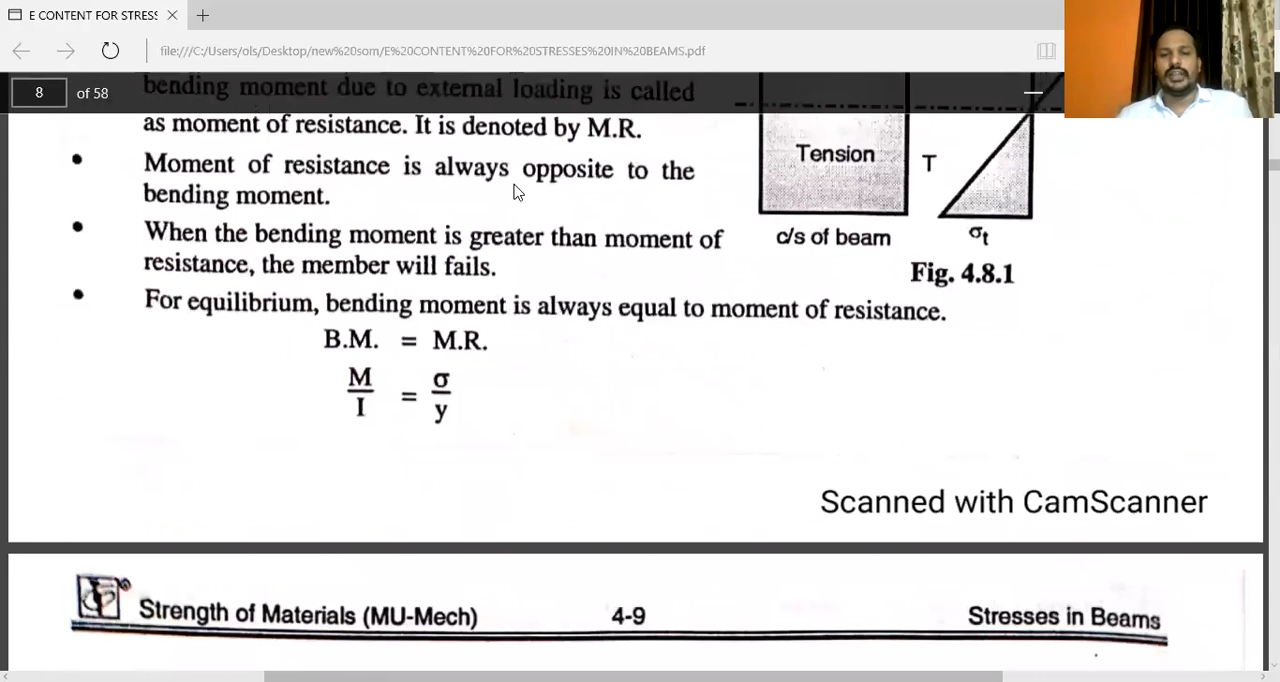 E CONTENT FOR STRESS
file:///C:/Users/ols/Desktop/new%20som/E%20CONTENT%20FOR%20STRESSES%20IN%20BEAMS.pdf
8 of 58
bending moment due to external loading is called
as moment of resistance. It is denoted by M.R.
• Moment of resistance is always opposite to the
bending moment.
• When the bending moment is greater than moment of
resistance, the member will fails.
Tension T
c/s of beam σt
Fig. 4.8.1
• For equilibrium, bending moment is always equal to moment of resistance.
B.M. = M.R.
M/I = σ/y
Scanned with CamScanner
Strength of Materials (MU-Mech) 4-9 Stresses in Beams